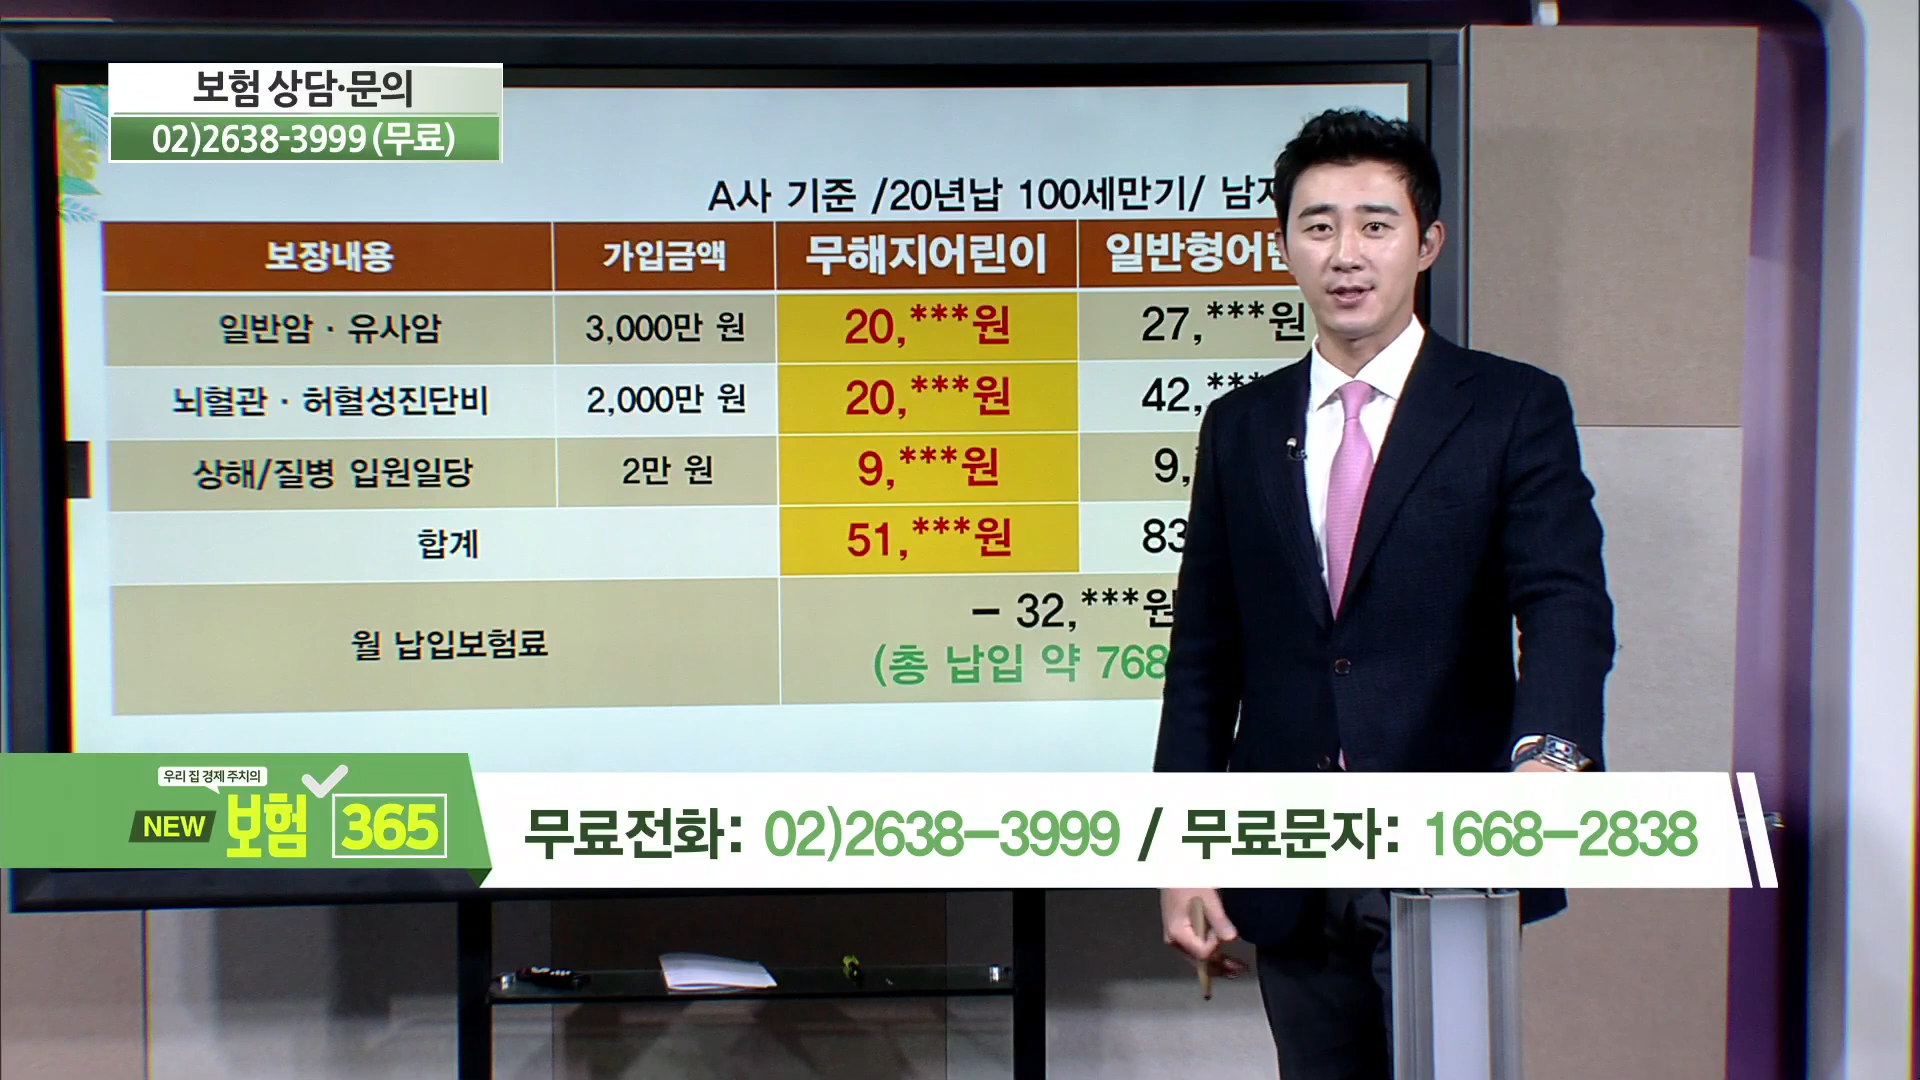 보험 상담·문의
02)2638-3999 (무료)
A사 기준 /20년납 100세만기/
보장내용 가입금액 무해지어린이
일반암 · 유사암 3,000만 원 20,***원 27,***원
뇌혈관 · 허혈성진단비 2,000만 원 20,***원 42,***
상해/질병 입원일당 2만 원 9,***원 9,
합계 51,***원 83
월 납입보험료 - 32,***원
(총 납입 약 768
우리 집 경제 주치의
NEW 보험 365
무료전화: 02)2638-3999 / 무료문자: 1668-2838